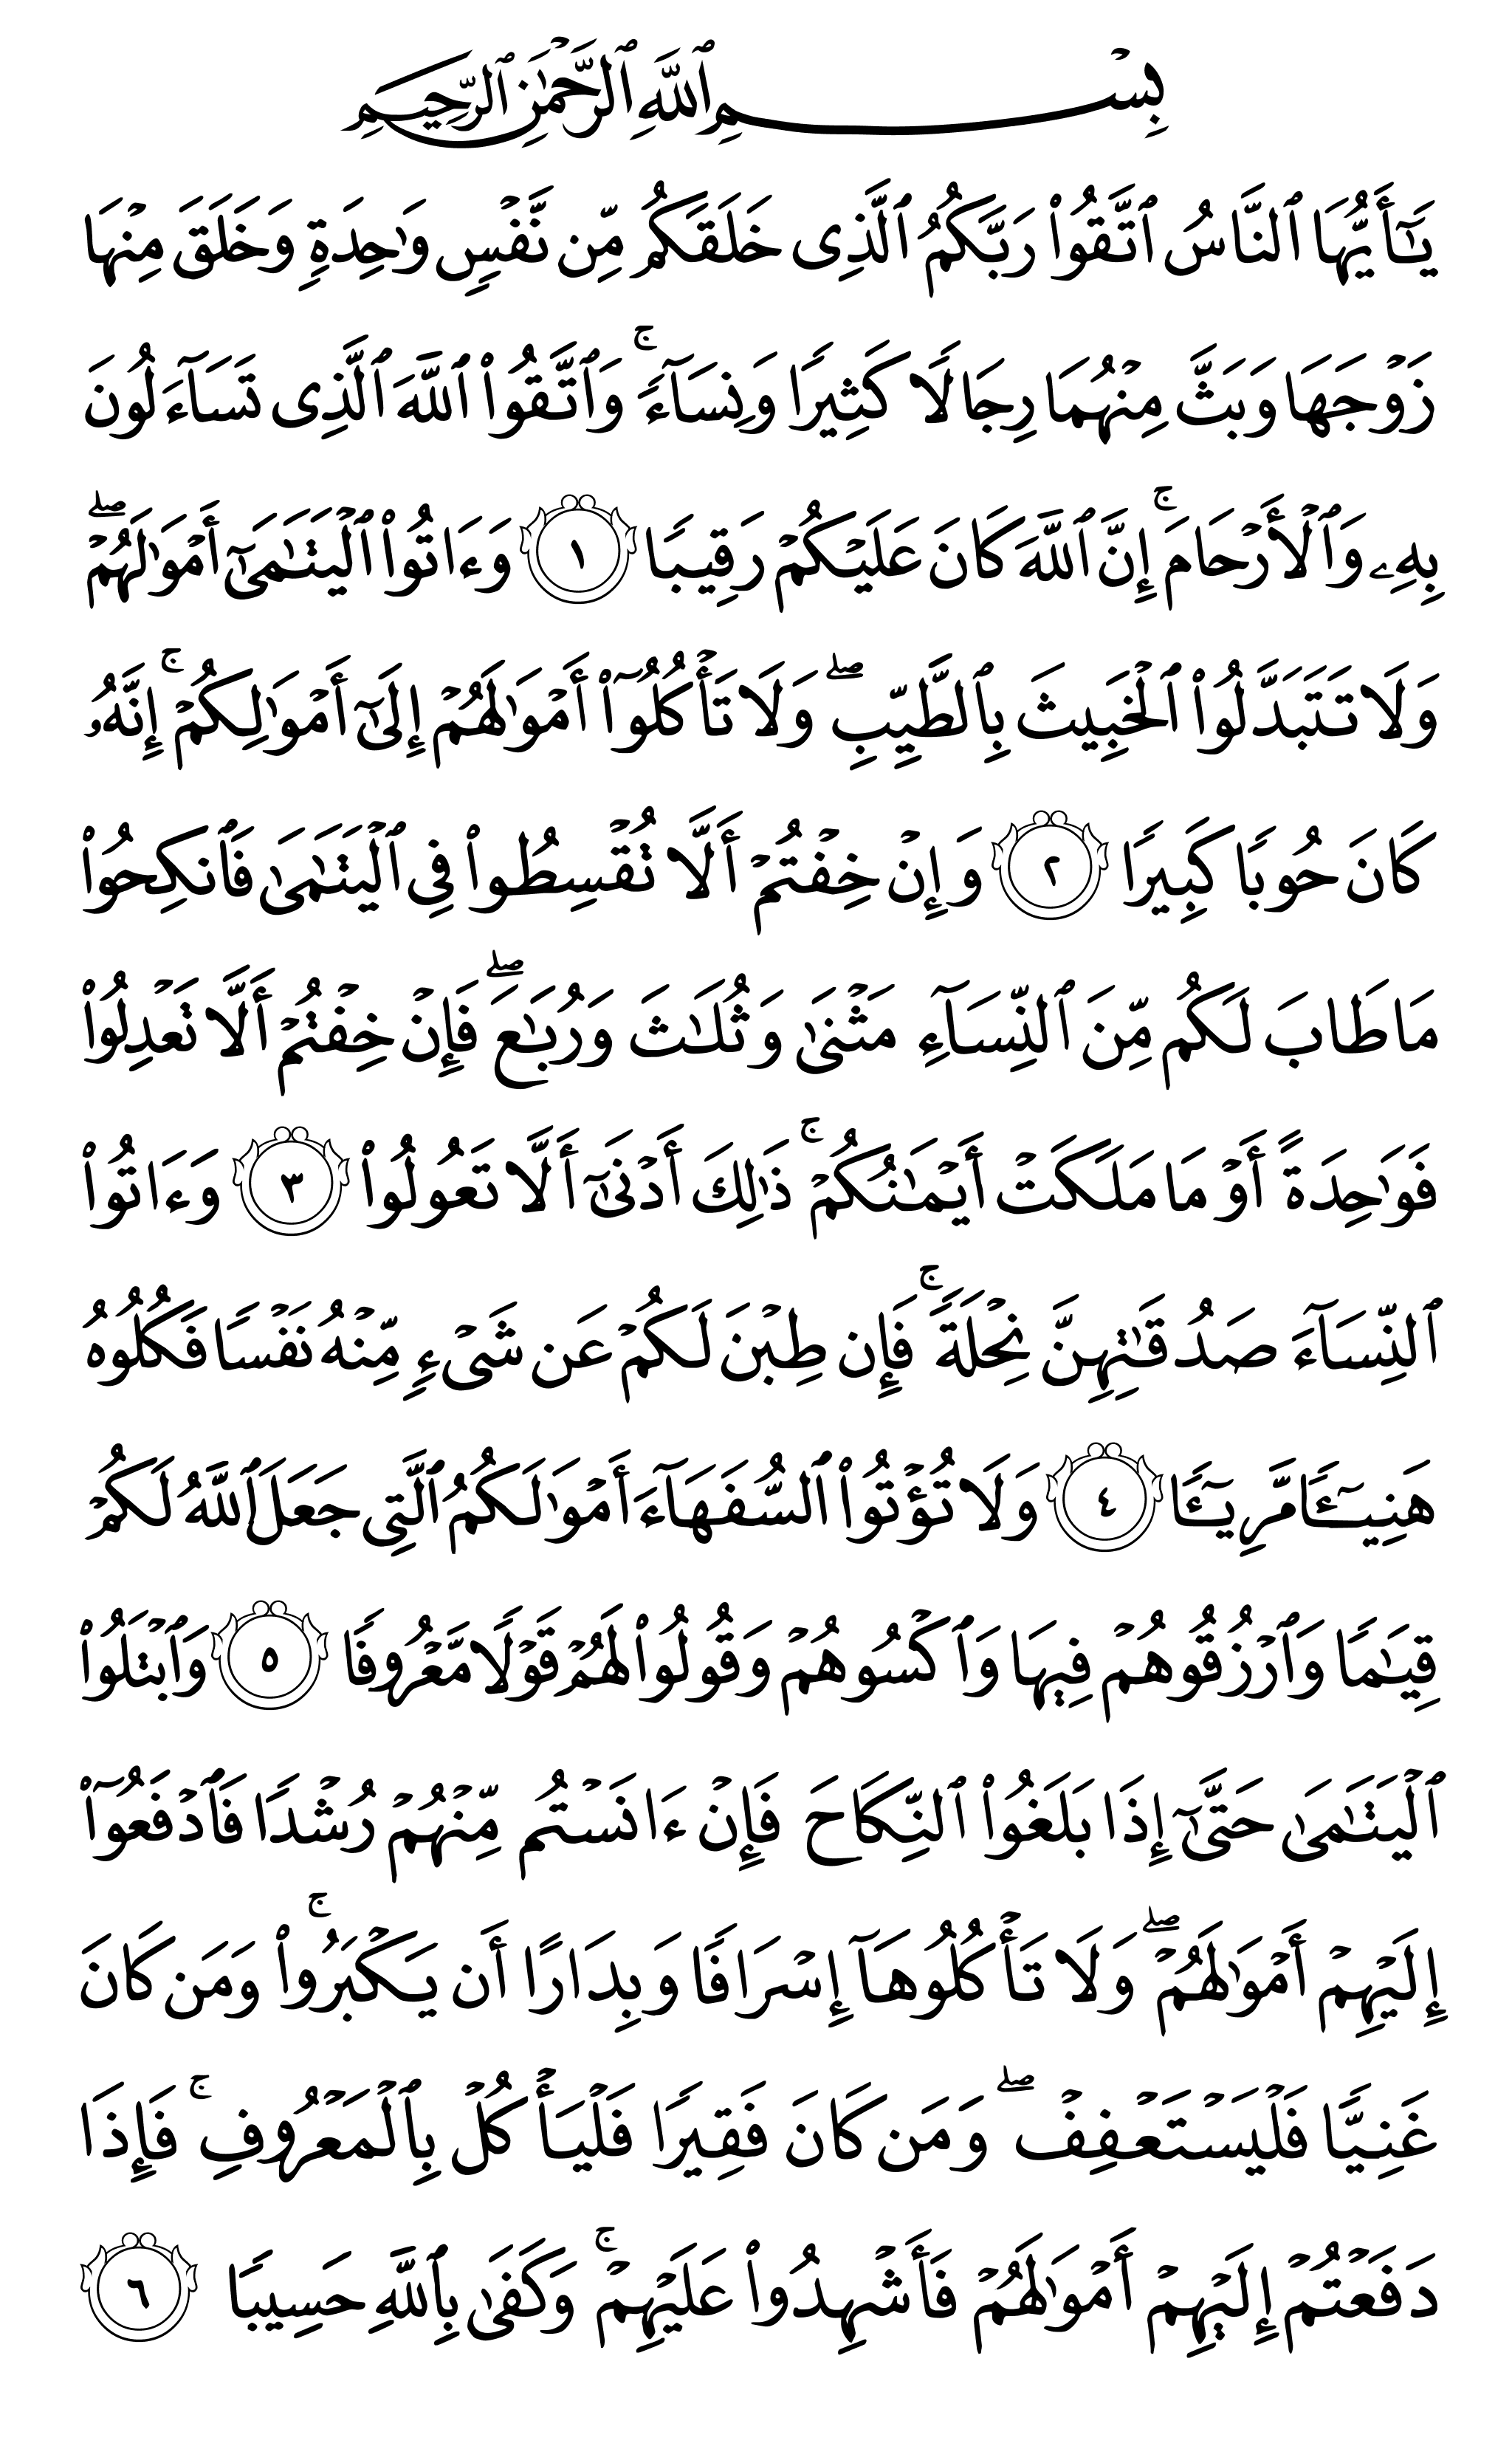 بِسْمِ ٱللَّهِ ٱلرَّحْمَٰنِ ٱلرَّحِيمِ
يَٰٓأَيُّهَا ٱلنَّاسُ ٱتَّقُوا۟ رَبَّكُمُ ٱلَّذِى خَلَقَكُم مِّن نَّفْسٍ وَٰحِدَةٍ وَخَلَقَ مِنْهَا
زَوْجَهَا وَبَثَّ مِنْهُمَا رِجَالًا كَثِيرًا وَنِسَآءً ۚ وَٱتَّقُوا۟ ٱللَّهَ ٱلَّذِى تَسَآءَلُونَ
بِهِۦ وَٱلْأَرْحَامَ ۚ إِنَّ ٱللَّهَ كَانَ عَلَيْكُمْ رَقِيبًا ١ وَءَاتُوا۟ ٱلْيَتَٰمَىٰٓ أَمْوَٰلَهُمْ ۖ
وَلَا تَتَبَدَّلُوا۟ ٱلْخَبِيثَ بِٱلطَّيِّبِ ۖ وَلَا تَأْكُلُوٓا۟ أَمْوَٰلَهُمْ إِلَىٰٓ أَمْوَٰلِكُمْ ۚ إِنَّهُۥ
كَانَ حُوبًا كَبِيرًا ٢ وَإِنْ خِفْتُمْ أَلَّا تُقْسِطُوا۟ فِى ٱلْيَتَٰمَىٰ فَٱنكِحُوا۟
مَا طَابَ لَكُم مِّنَ ٱلنِّسَآءِ مَثْنَىٰ وَثُلَٰثَ وَرُبَٰعَ ۖ فَإِنْ خِفْتُمْ أَلَّا تَعْدِلُوا۟
فَوَٰحِدَةً أَوْ مَا مَلَكَتْ أَيْمَٰنُكُمْ ۚ ذَٰلِكَ أَدْنَىٰٓ أَلَّا تَعُولُوا۟ ٣ وَءَاتُوا۟
ٱلنِّسَآءَ صَدُقَٰتِهِنَّ نِحْلَةً ۚ فَإِن طِبْنَ لَكُمْ عَن شَىْءٍ مِّنْهُ نَفْسًا فَكُلُوهُ
هَنِيٓـًٔا مَّرِيٓـًٔا ٤ وَلَا تُؤْتُوا۟ ٱلسُّفَهَآءَ أَمْوَٰلَكُمُ ٱلَّتِى جَعَلَ ٱللَّهُ لَكُمْ
قِيَٰمًا وَٱرْزُقُوهُمْ فِيهَا وَٱكْسُوهُمْ وَقُولُوا۟ لَهُمْ قَوْلًا مَّعْرُوفًا ٥ وَٱبْتَلُوا۟
ٱلْيَتَٰمَىٰ حَتَّىٰٓ إِذَا بَلَغُوا۟ ٱلنِّكَاحَ فَإِنْ ءَانَسْتُم مِّنْهُمْ رُشْدًا فَٱدْفَعُوٓا۟
إِلَيْهِمْ أَمْوَٰلَهُمْ ۖ وَلَا تَأْكُلُوهَآ إِسْرَافًا وَبِدَارًا أَن يَكْبَرُوا۟ ۚ وَمَن كَانَ
غَنِيًّا فَلْيَسْتَعْفِفْ ۖ وَمَن كَانَ فَقِيرًا فَلْيَأْكُلْ بِٱلْمَعْرُوفِ ۚ فَإِذَا
دَفَعْتُمْ إِلَيْهِمْ أَمْوَٰلَهُمْ فَأَشْهِدُوا۟ عَلَيْهِمْ ۚ وَكَفَىٰ بِٱللَّهِ حَسِيبًا ٦